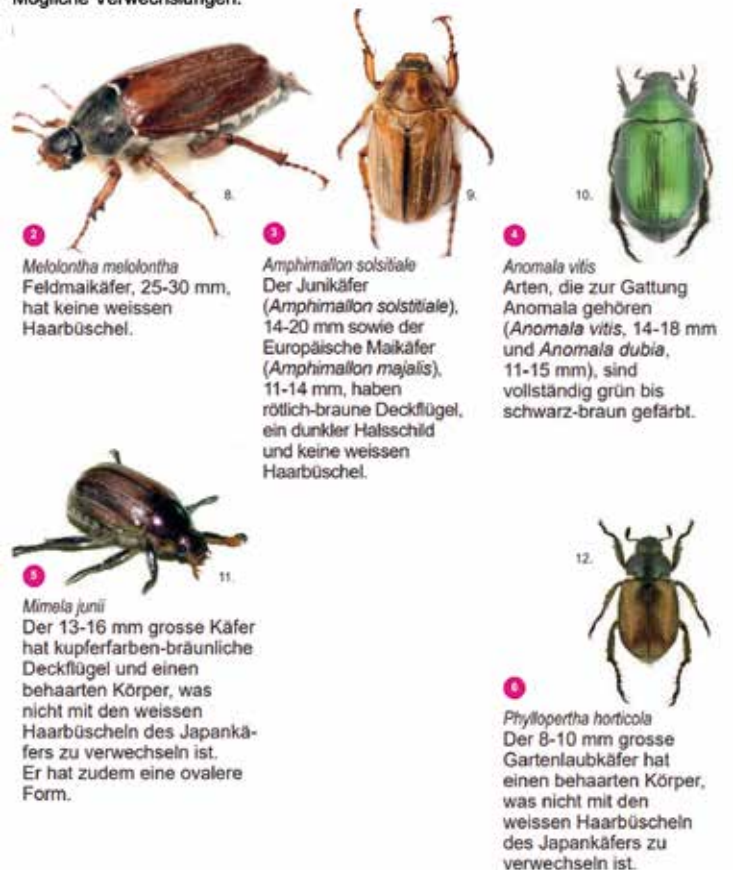 Mögliche Verwechslungen:
8.
2
Melolontha melolontha
Feldmaikäfer, 25-30 mm,
hat keine weissen
Haarbüschel.
9.
3
Amphimallon solsitiale
Der Junikäfer
(Amphimallon solstitiale),
14-20 mm sowie der
Europäische Maikäfer
(Amphimallon majalis),
11-14 mm, haben
rötlich-braune Deckflügel,
ein dunkler Halsschild
und keine weissen
Haarbüschel.
10.
4
Anomala vitis
Arten, die zur Gattung
Anomala gehören
(Anomala vitis, 14-18 mm
und Anomala dubia,
11-15 mm), sind
vollständig grün bis
schwarz-braun gefärbt.
11.
5
Mimela junii
Der 13-16 mm grosse Käfer
hat kupferfarben-bräunliche
Deckflügel und einen
behaarten Körper, was
nicht mit den weissen
Haarbüscheln des Japankä-
fers zu verwechseln ist.
Er hat zudem eine ovalere
Form.
12.
6
Phyllopertha horticola
Der 8-10 mm grosse
Gartenlaubkäfer hat
einen behaarten Körper,
was nicht mit den
weissen Haarbüscheln
des Japankäfers zu
verwechseln ist.